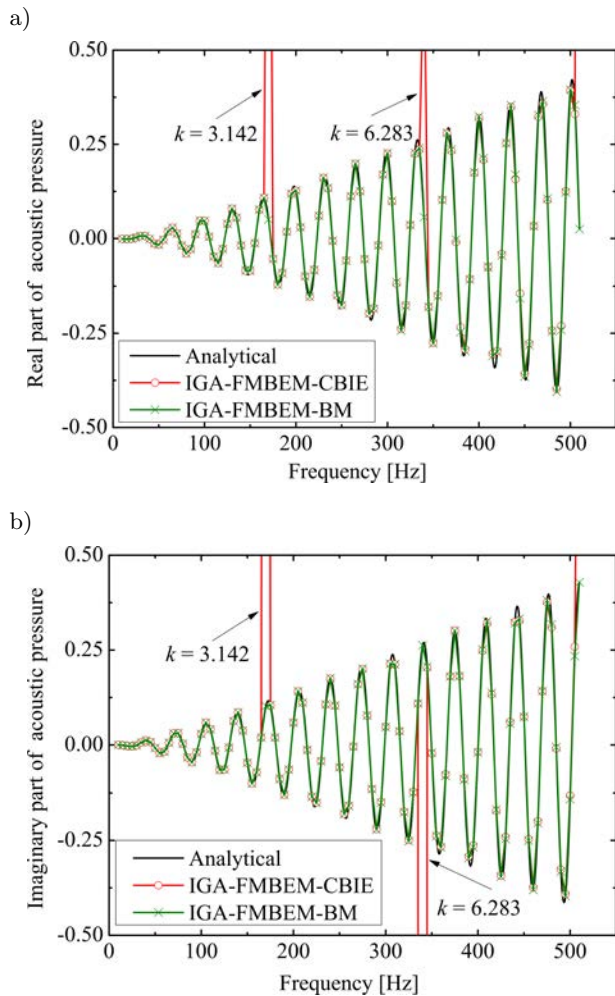 a)
0.50
0.25
0.00
-0.25
-0.50
Real part of acoustic pressure
k = 3.142
k = 6.283
Analytical
IGA-FMBEM-CBIE
IGA-FMBEM-BM
0 100 200 300 400 500
Frequency [Hz]
b)
0.50
0.25
0.00
-0.25
-0.50
Imaginary part of acoustic pressure
k = 3.142
Analytical
IGA-FMBEM-CBIE
IGA-FMBEM-BM
k = 6.283
0 100 200 300 400 500
Frequency [Hz]